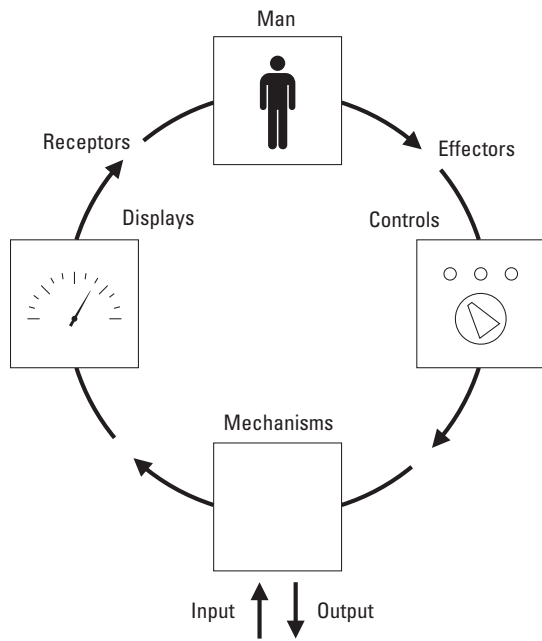 Man
Receptors
Effectors
Displays
Controls
Mechanisms
Input
Output